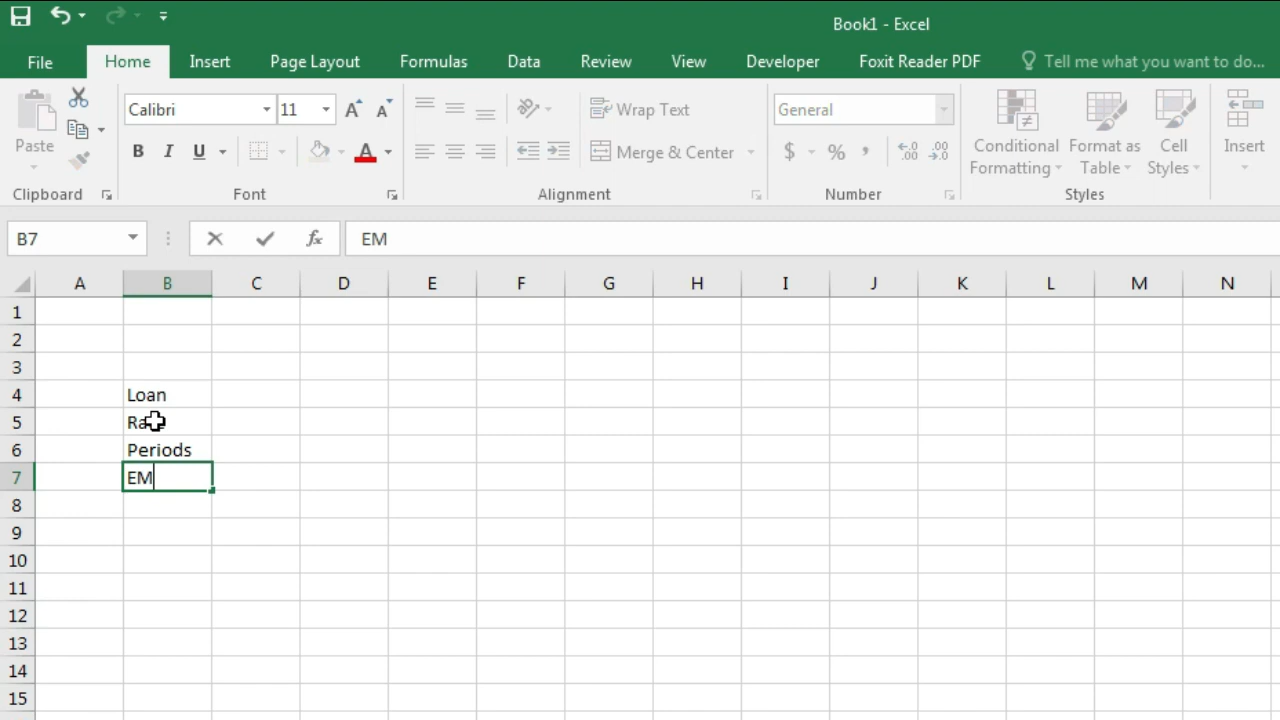 Book1 - Excel
File Home Insert Page Layout Formulas Data Review View Developer Foxit Reader PDF Tell me what you want to do...
Paste
Clipboard
Calibri 11 A A
B I U A
Font
Wrap Text
Merge & Center
Alignment
General
$ % , .00 .00
Number
Conditional Formatting
Format as Table
Cell Styles
Styles
Insert
B7 fx EM
A B C D E F G H I J K L M N
1
2
3
4 Loan
5
6 Periods
7 EM
8
9
10
11
12
13
14
15